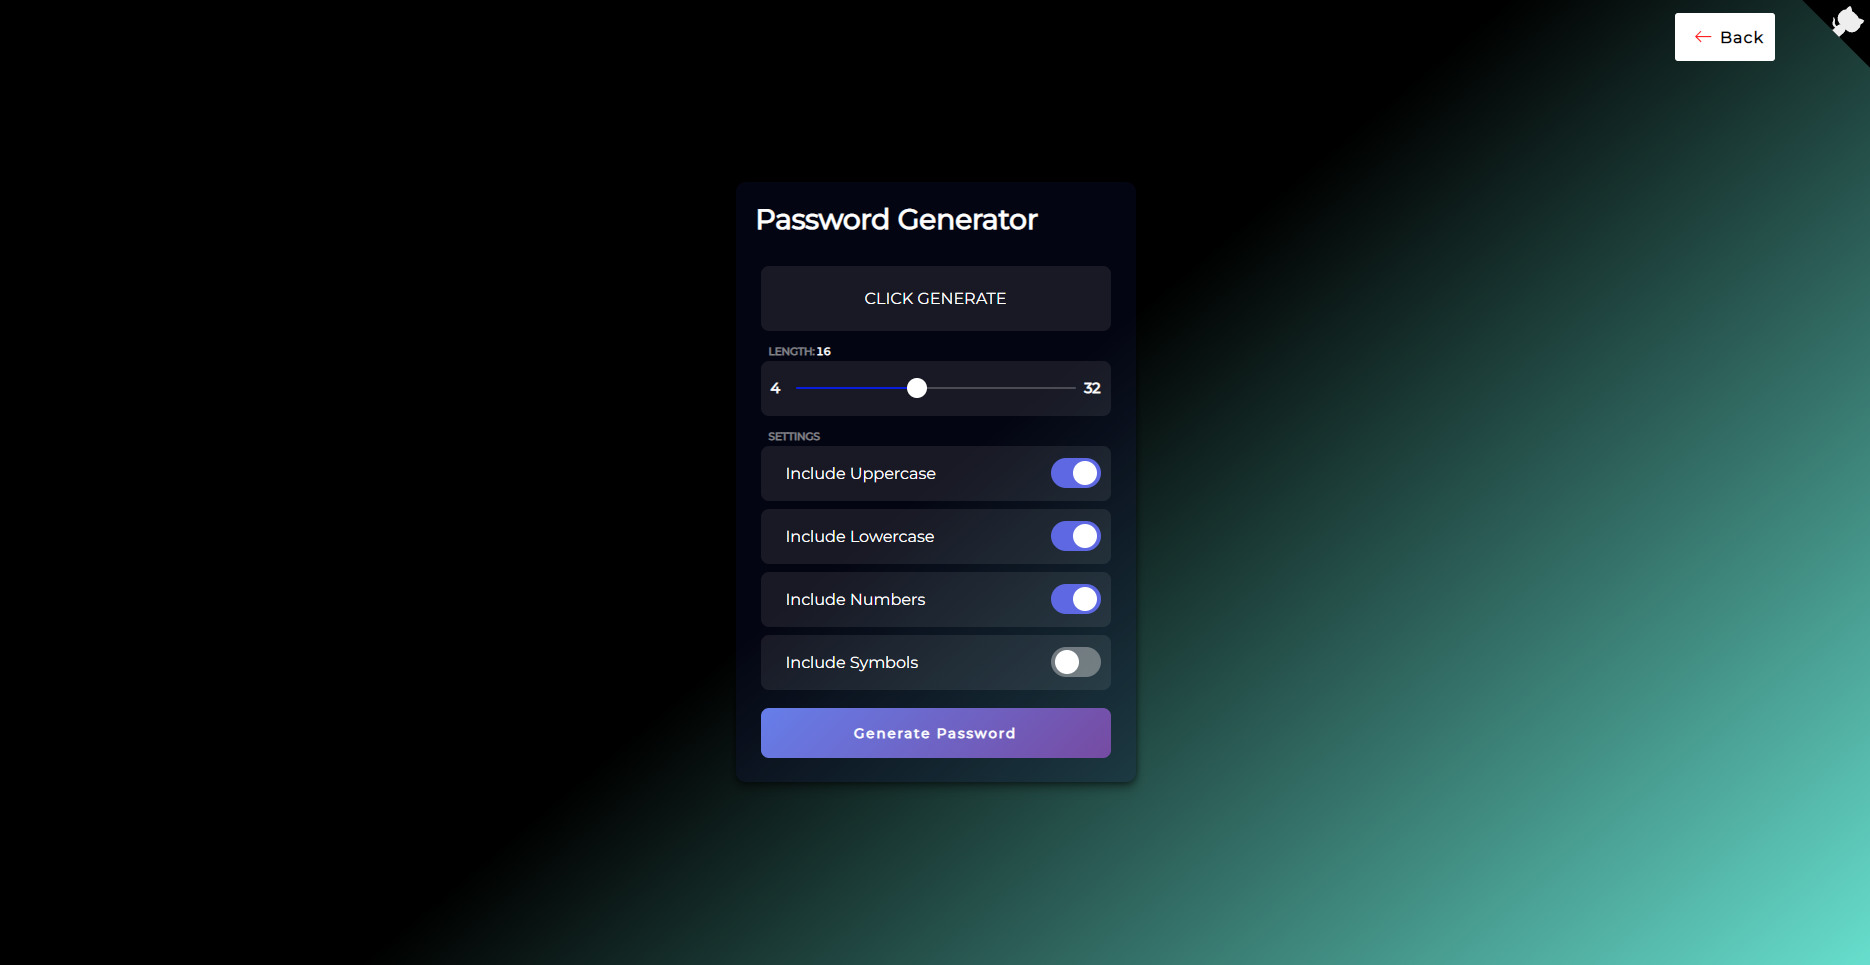 Back
Password Generator
CLICK GENERATE
LENGTH: 16
4 32
SETTINGS
Include Uppercase
Include Lowercase
Include Numbers
Include Symbols
Generate Password